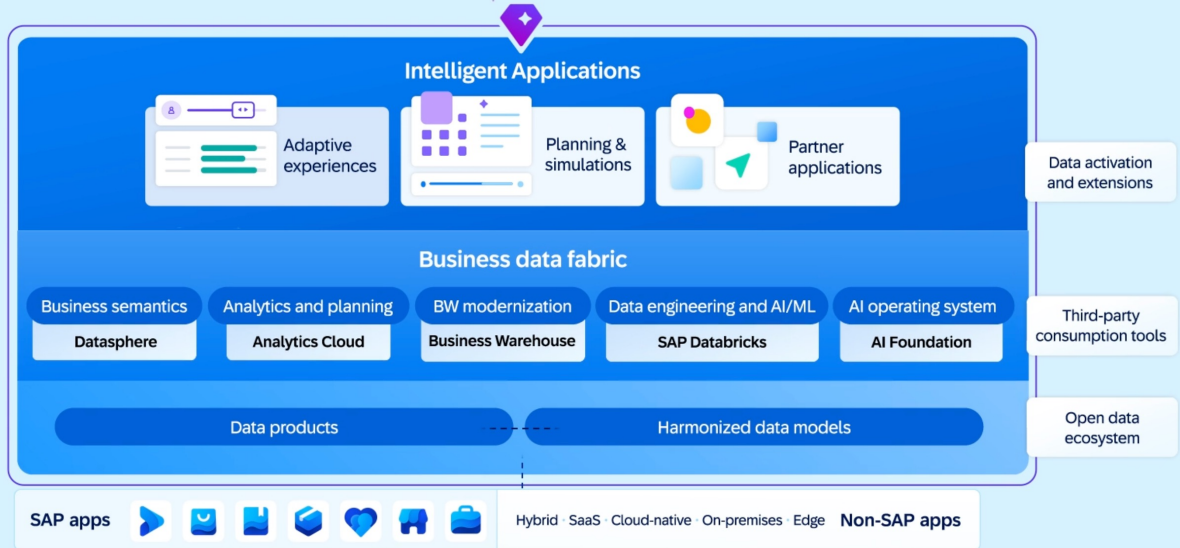 Intelligent Applications
Adaptive
experiences
Planning &
simulations
Partner
applications
Data activation
and extensions
Business data fabric
Business semantics
Datasphere
Analytics and planning
Analytics Cloud
BW modernization
Business Warehouse
Data engineering and AI/ML
SAP Databricks
AI operating system
AI Foundation
Third-party
consumption tools
Data products
Harmonized data models
Open data
ecosystem
SAP apps
Hybrid · SaaS · Cloud-native · On-premises · Edge Non-SAP apps